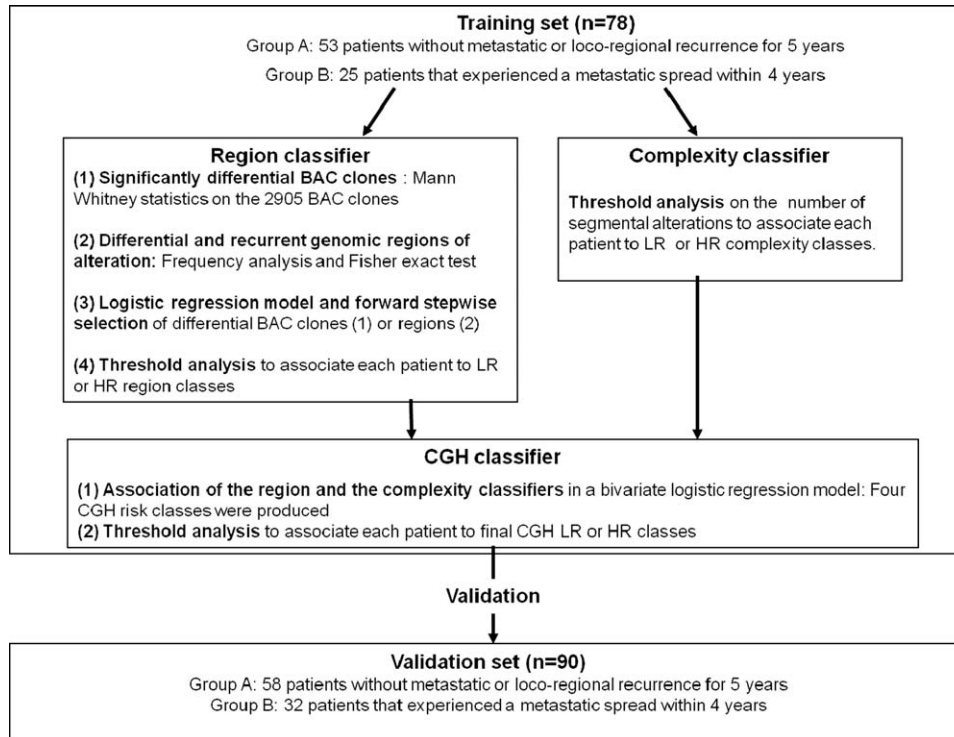 Training set (n=78)
Group A: 53 patients without metastatic or loco-regional recurrence for 5 years
Group B: 25 patients that experienced a metastatic spread within 4 years
Region classifier
(1) Significantly differential BAC clones : Mann
Whitney statistics on the 2905 BAC clones
(2) Differential and recurrent genomic regions of
alteration: Frequency analysis and Fisher exact test
(3) Logistic regression model and forward stepwise
selection of differential BAC clones (1) or regions (2)
(4) Threshold analysis to associate each patient to LR
or HR region classes
Complexity classifier
Threshold analysis on the number of
segmental alterations to associate each
patient to LR or HR complexity classes.
CGH classifier
(1) Association of the region and the complexity classifiers in a bivariate logistic regression model: Four
CGH risk classes were produced
(2) Threshold analysis to associate each patient to final CGH LR or HR classes
Validation
Validation set (n=90)
Group A: 58 patients without metastatic or loco-regional recurrence for 5 years
Group B: 32 patients that experienced a metastatic spread within 4 years